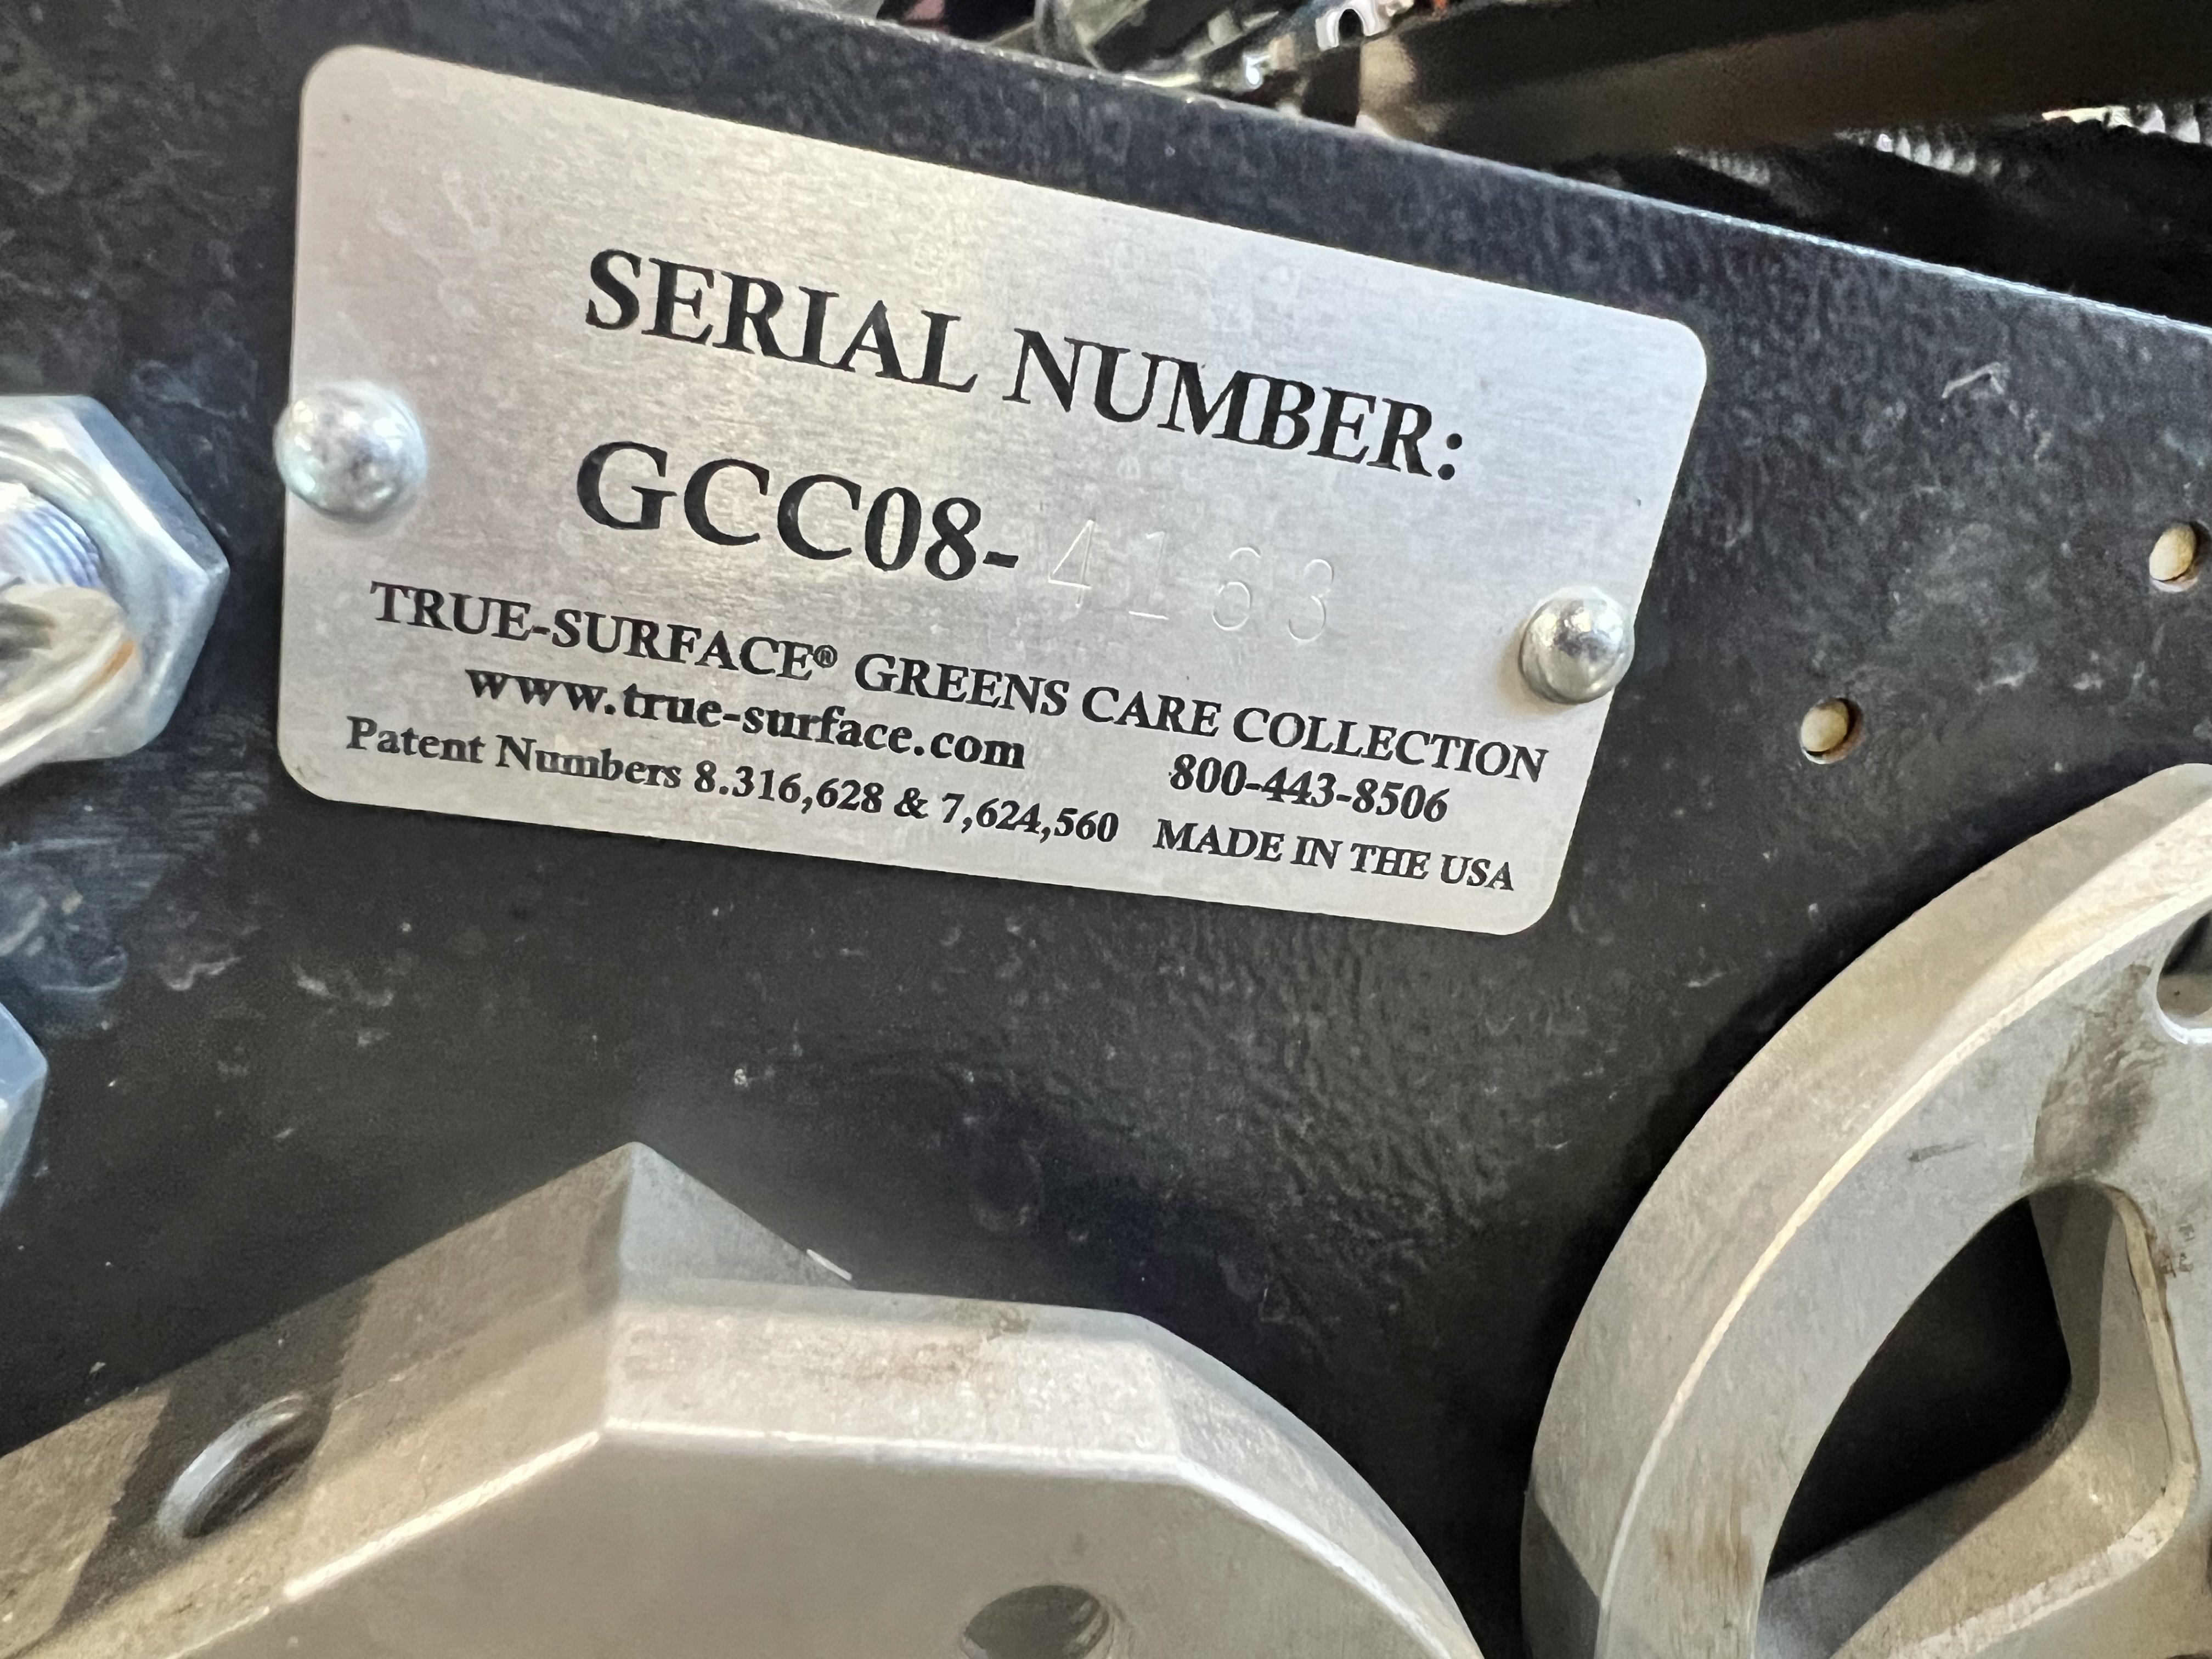 SERIAL NUMBER:
GCC08- 4163
TRUE-SURFACE® GREENS CARE COLLECTION
www.true-surface.com 800-443-8506
Patent Numbers 8.316,628 & 7,624,560 MADE IN THE USA